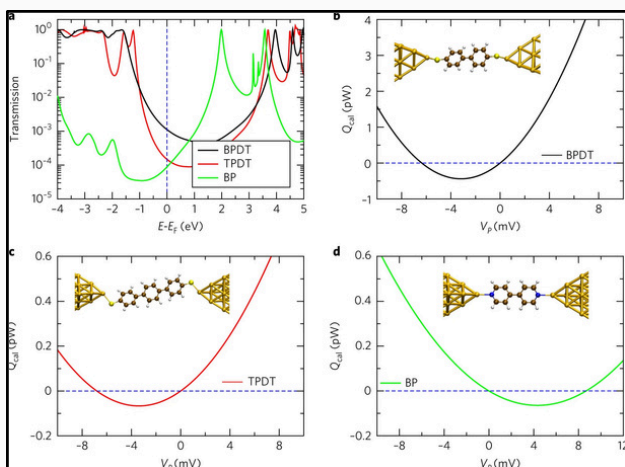 a
Transmission
10⁰
10⁻¹
10⁻²
10⁻³
10⁻⁴
10⁻⁵
-4 -3 -2 -1 0 1 2 3 4 5
E-E_F (eV)
BPDT
TPDT
BP
b
Q_cal (pW)
4
3
2
1
0
-1
-8 -4 0 4 8
V_P (mV)
BPDT
c
Q_cal (pW)
0.6
0.4
0.2
0
0.2
-8 -4 0 4 8
(mV)
TPDT
d
Q_cal (pW)
0.6
0.4
0.2
0
0.2
-8 -4 0 4 8 12
(mV)
BP